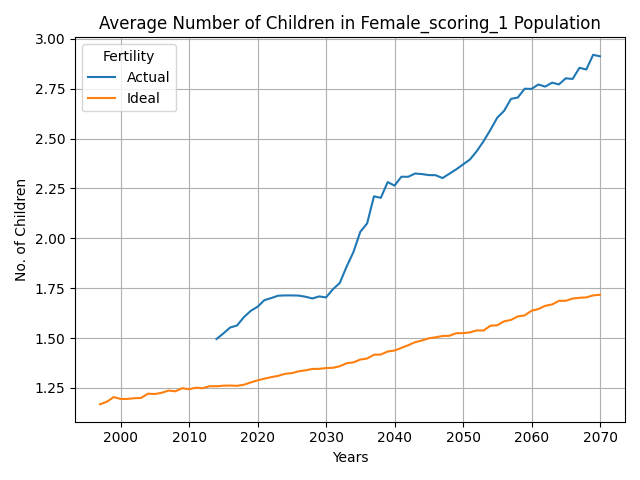 Average Number of Children in Female_scoring_1 Population
3.00
2.75
2.50
2.25
2.00
1.75
1.50
1.25
No. of Children
Fertility
Actual
Ideal
2000 2010 2020 2030 2040 2050 2060 2070
Years